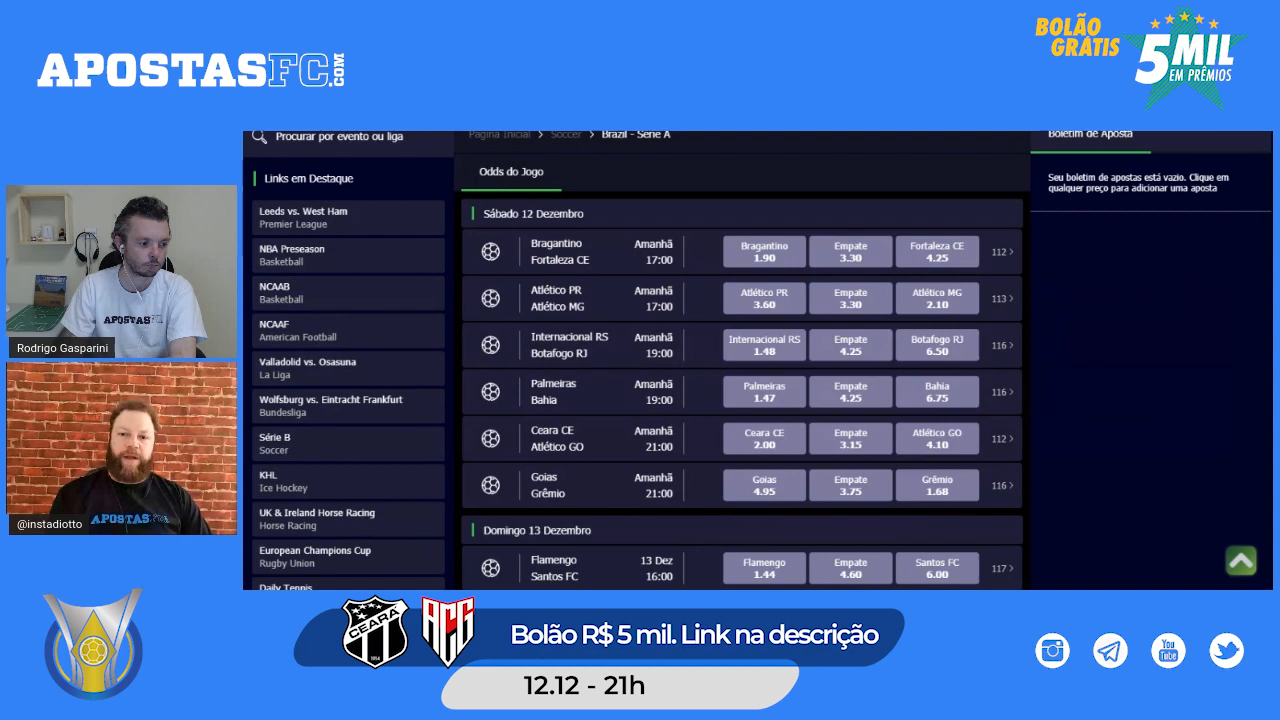 APOSTASFC.COM
BOLÃO
GRÁTIS
5MIL
EM PRÊMIOS
Procurar por evento ou liga
Página Inicial > Soccer > Brazil - Serie A
Boletim de Aposta
Links em Destaque
Odds do Jogo
Seu boletim de apostas está vazio. Clique em
qualquer preço para adicionar uma aposta
Leeds vs. West Ham
Premier League
NBA Preseason
Basketball
NCAAB
Basketball
NCAAF
American Football
Valladolid vs. Osasuna
La Liga
Wolfsburg vs. Eintracht Frankfurt
Bundesliga
Série B
Soccer
KHL
Ice Hockey
UK & Ireland Horse Racing
Horse Racing
European Champions Cup
Rugby Union
Daily Tennis
Sábado 12 Dezembro
Bragantino Amanhã Bragantino Empate Fortaleza CE
Fortaleza CE 17:00 1.90 3.30 4.25 112 >
Atlético PR Amanhã Atlético PR Empate Atlético MG
Atlético MG 17:00 3.60 3.30 2.10 113 >
Internacional RS Amanhã Internacional RS Empate Botafogo RJ
Botafogo RJ 19:00 1.48 4.25 6.50 116 >
Palmeiras Amanhã Palmeiras Empate Bahia
Bahia 19:00 1.47 4.25 6.75 116 >
Ceara CE Amanhã Ceara CE Empate Atlético GO
Atlético GO 21:00 2.00 3.15 4.10 112 >
Goias Amanhã Goias Empate Grêmio
Grêmio 21:00 4.95 3.75 1.68 116 >
Domingo 13 Dezembro
Flamengo 13 Dez Flamengo Empate Santos FC
Santos FC 16:00 1.44 4.60 6.00 117 >
APOSTASFC
Rodrigo Gasparini
APOSTASFC
@instadiotto
CEARÁ
1914
ACG
Bolão R$ 5 mil. Link na descrição
12.12 - 21h
You
Tube